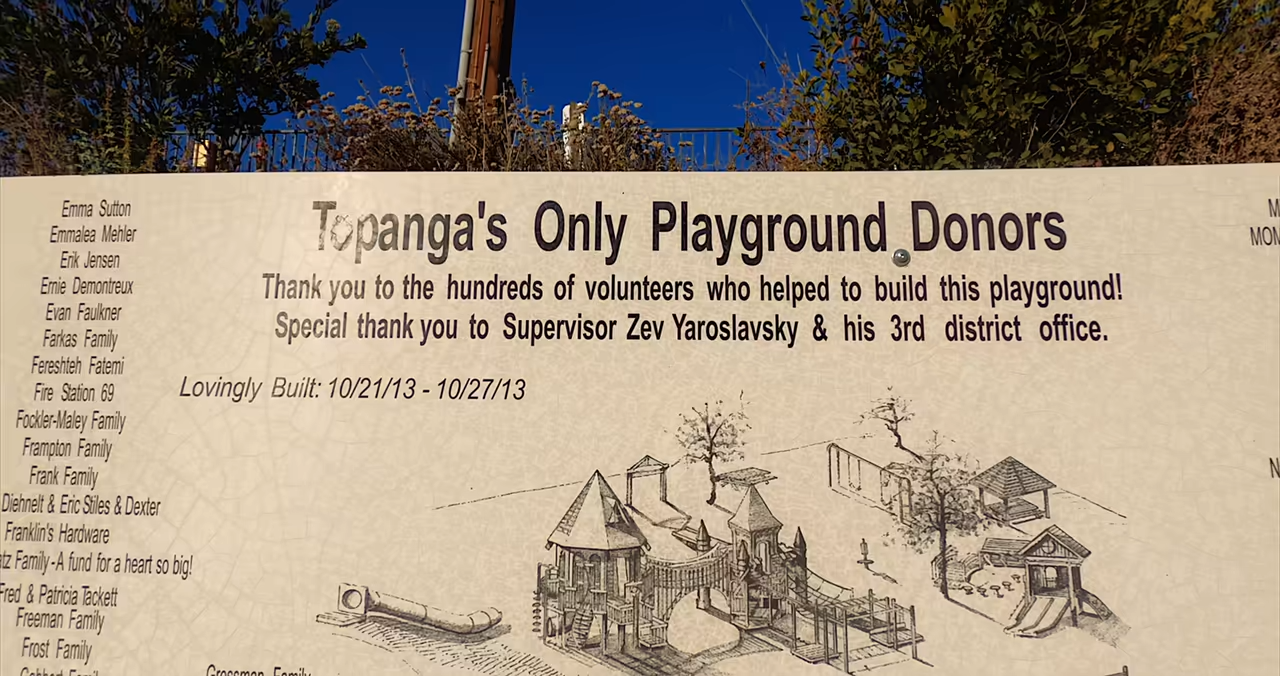 Topanga's Only Playground Donors
Thank you to the hundreds of volunteers who helped to build this playground!
Special thank you to Supervisor Zev Yaroslavsky & his 3rd district office.
Lovingly Built: 10/21/13 - 10/27/13
Emma Sutton
Emmalea Mehler
Erik Jensen
Ernie Demontreux
Evan Faulkner
Farkas Family
Fereshteh Fatemi
Fire Station 69
Fockler-Maley Family
Frampton Family
Frank Family
Diehnelt & Eric Stiles & Dexter
Franklin's Hardware
Family - A fund for a heart so big!
Fred & Patricia Tackett
Freeman Family
Frost Family
Grossman Family